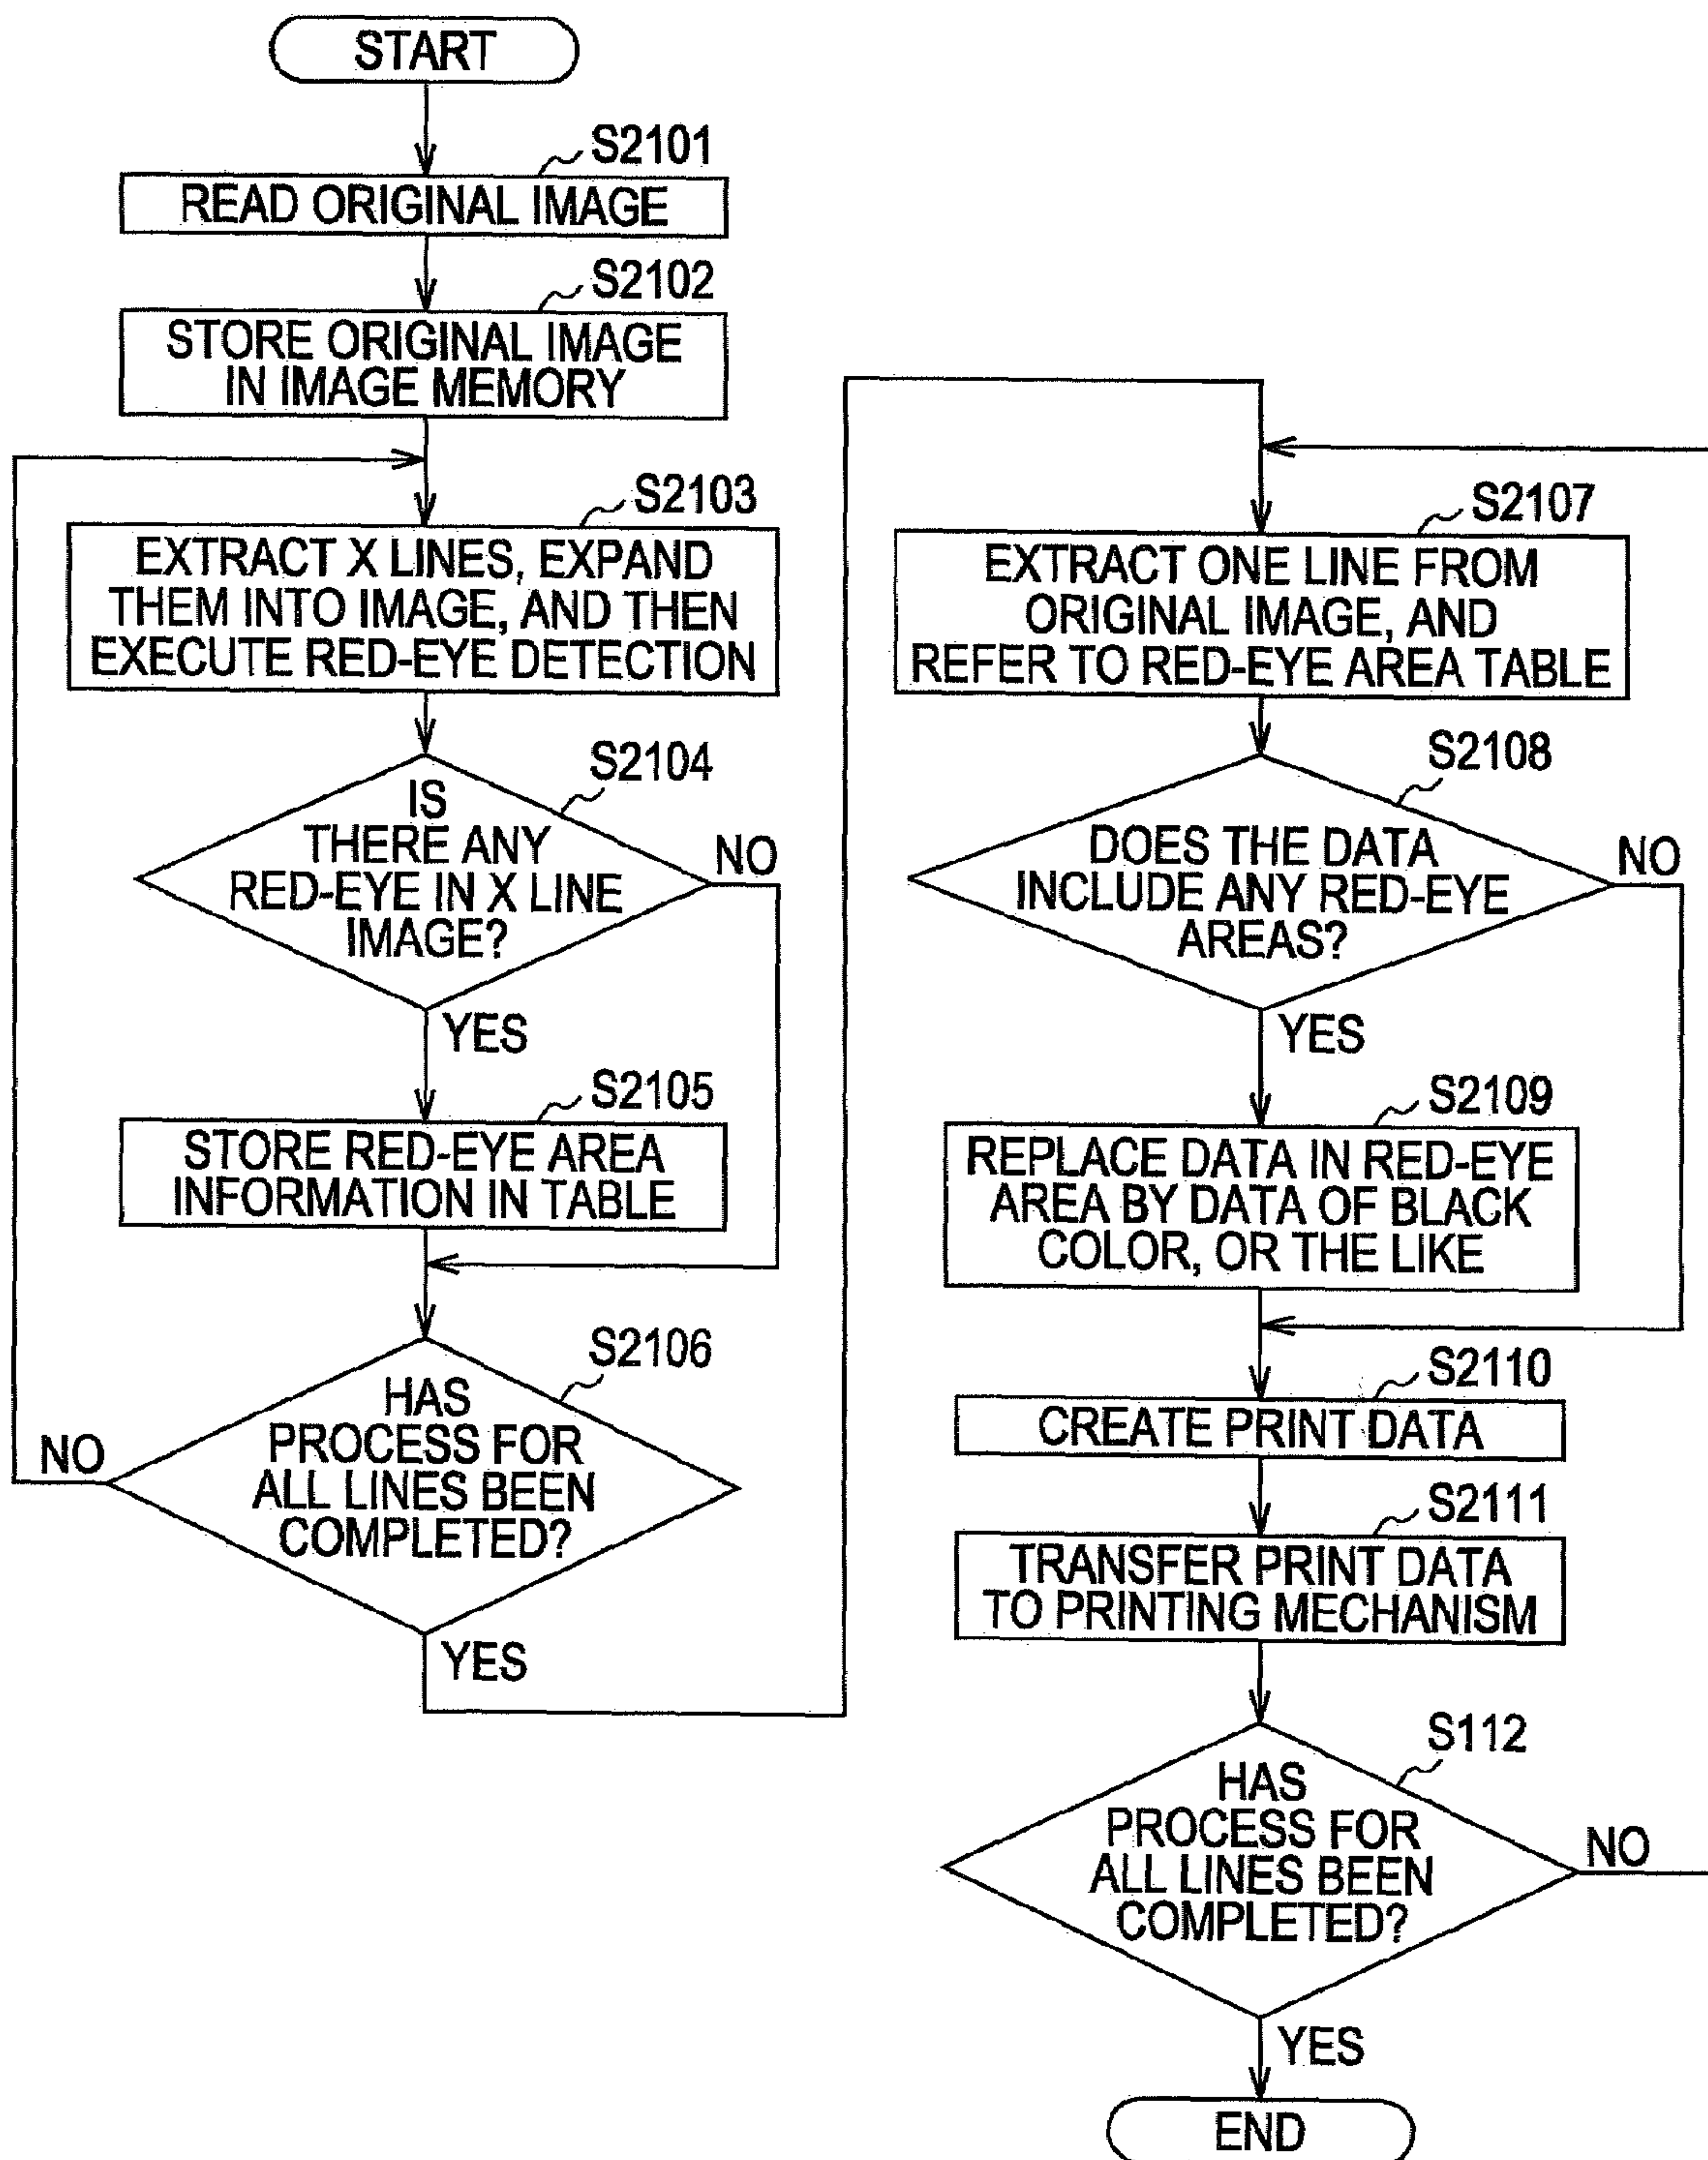 START
S2101
READ ORIGINAL IMAGE
S2102
STORE ORIGINAL IMAGE
IN IMAGE MEMORY
S2103
EXTRACT X LINES, EXPAND
THEM INTO IMAGE, AND THEN
EXECUTE RED-EYE DETECTION
S2104
IS
THERE ANY
RED-EYE IN X LINE
IMAGE?
NO
YES
S2105
STORE RED-EYE AREA
INFORMATION IN TABLE
S2106
HAS
PROCESS FOR
ALL LINES BEEN
COMPLETED?
NO
YES
S2107
EXTRACT ONE LINE FROM
ORIGINAL IMAGE, AND
REFER TO RED-EYE AREA TABLE
S2108
DOES THE DATA
INCLUDE ANY RED-EYE
AREAS?
NO
YES
S2109
REPLACE DATA IN RED-EYE
AREA BY DATA OF BLACK
COLOR, OR THE LIKE
S2110
CREATE PRINT DATA
S2111
TRANSFER PRINT DATA
TO PRINTING MECHANISM
S112
HAS
PROCESS FOR
ALL LINES BEEN
COMPLETED?
NO
YES
END